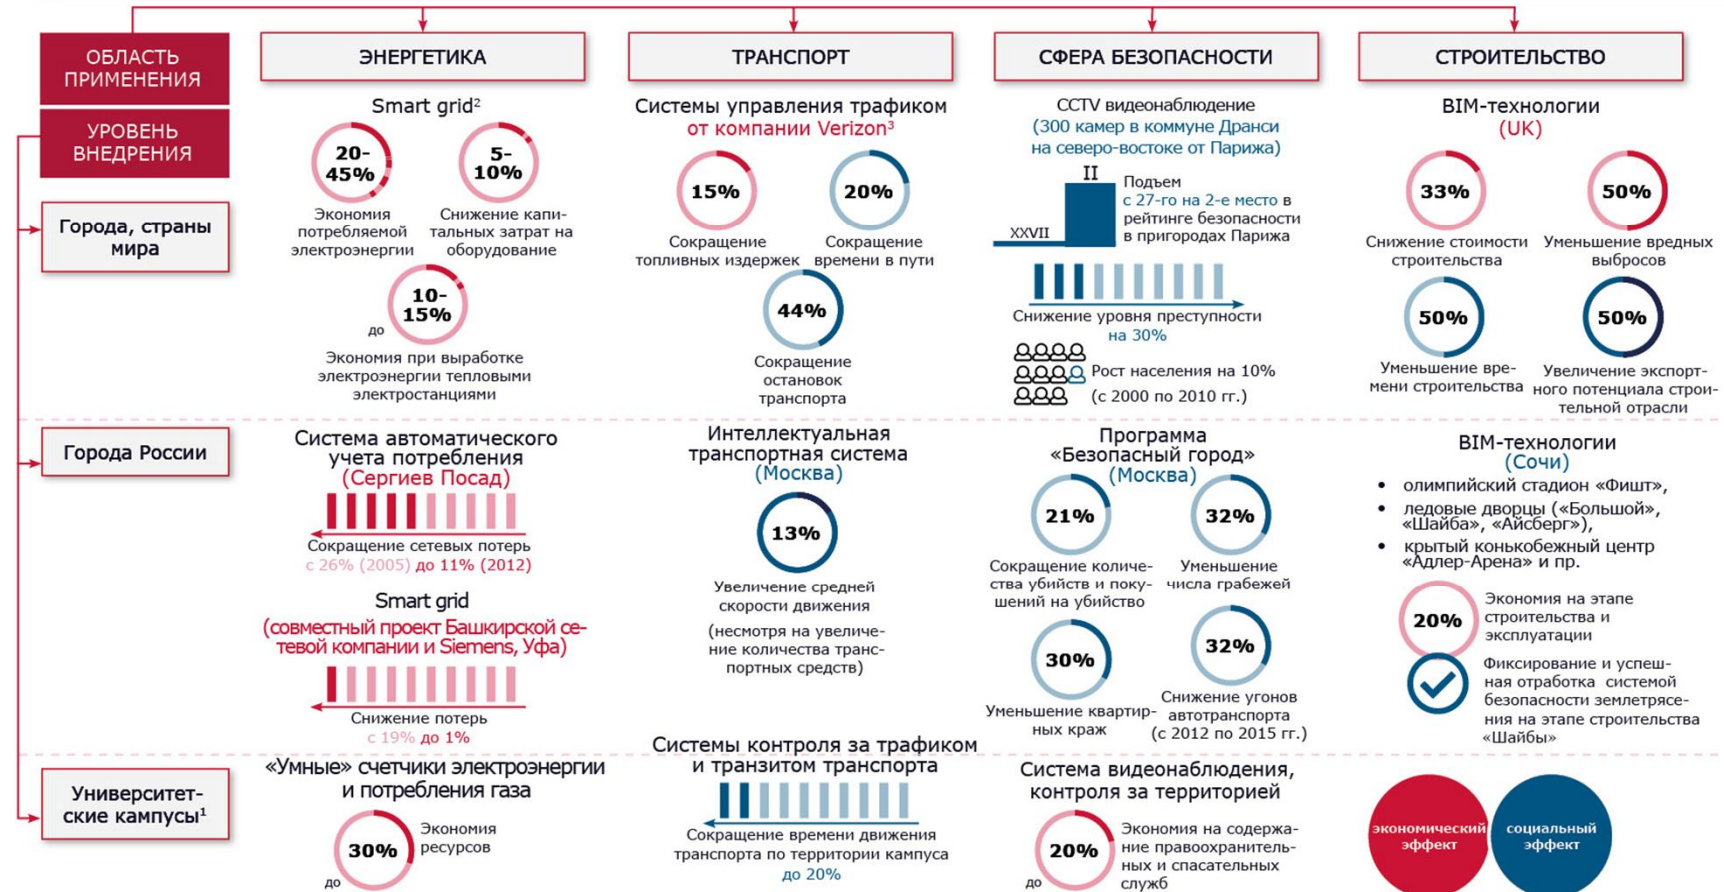 ОБЛАСТЬ
ПРИМЕНЕНИЯ
ЭНЕРГЕТИКА
ТРАНСПОРТ
СФЕРА БЕЗОПАСНОСТИ
СТРОИТЕЛЬСТВО
УРОВЕНЬ
ВНЕДРЕНИЯ
Города, страны
мира
Smart grid²
20-
45%
Экономия
потребляемой
электроэнергии
5-
10%
Снижение капи-
тальных затрат на
оборудование
до
10-
15%
Экономия при выработке
электроэнергии тепловыми
электростанциями
Системы управления трафиком
от компании Verizon³
15%
Сокращение
топливных издержек
20%
Сокращение
времени в пути
44%
Сокращение
остановок
транспорта
CCTV видеонаблюдение
(300 камер в коммуне Дранси
на северо-востоке от Парижа)
XXVII
II
Подъем
с 27-го на 2-е место в
рейтинге безопасности
в пригородах Парижа
Снижение уровня преступности
на 30%
Рост населения на 10%
(с 2000 по 2010 гг.)
BIM-технологии
(UK)
33%
Снижение стоимости
строительства
50%
Уменьшение вредных
выбросов
50%
Уменьшение вре-
мени строительства
50%
Увеличение экспорт-
ного потенциала строи-
тельной отрасли
Города России
Система автоматического
учета потребления
(Сергиев Посад)
Сокращение сетевых потерь
с 26% (2005) до 11% (2012)
Smart grid
(совместный проект Башкирской се-
тевой компании и Siemens, Уфа)
Снижение потерь
с 19% до 1%
Интеллектуальная
транспортная система
(Москва)
13%
Увеличение средней
скорости движения
(несмотря на увеличе-
ние количества транс-
портных средств)
Программа
«Безопасный город»
(Москва)
21%
Сокращение количе-
ства убийств и поку-
шений на убийство
32%
Уменьшение
числа грабежей
30%
Уменьшение квартир-
ных краж
32%
Снижение угонов
автотранспорта
(с 2012 по 2015 гг.)
BIM-технологии
(Сочи)
• олимпийский стадион «Фишт»,
• ледовые дворцы («Большой»,
«Шайба», «Айсберг»),
• крытый конькобежный центр
«Адлер-Арена» и пр.
20%
Экономия на этапе
строительства и
эксплуатации
Фиксирование и успеш-
ная отработка системой
безопасности землетрясе-
ния на этапе строительства
«Шайбы»
Университет-
ские кампусы¹
«Умные» счетчики электроэнергии
и потребления газа
до
30%
Экономия
ресурсов
Системы контроля за трафиком
и транзитом транспорта
Сокращение времени движения
транспорта по территории кампуса
до 20%
Система видеонаблюдения,
контроля за территорией
до
20%
Экономия на содержа-
ние правоохранитель-
ных и спасательных
служб
экономический
эффект
социальный
эффект